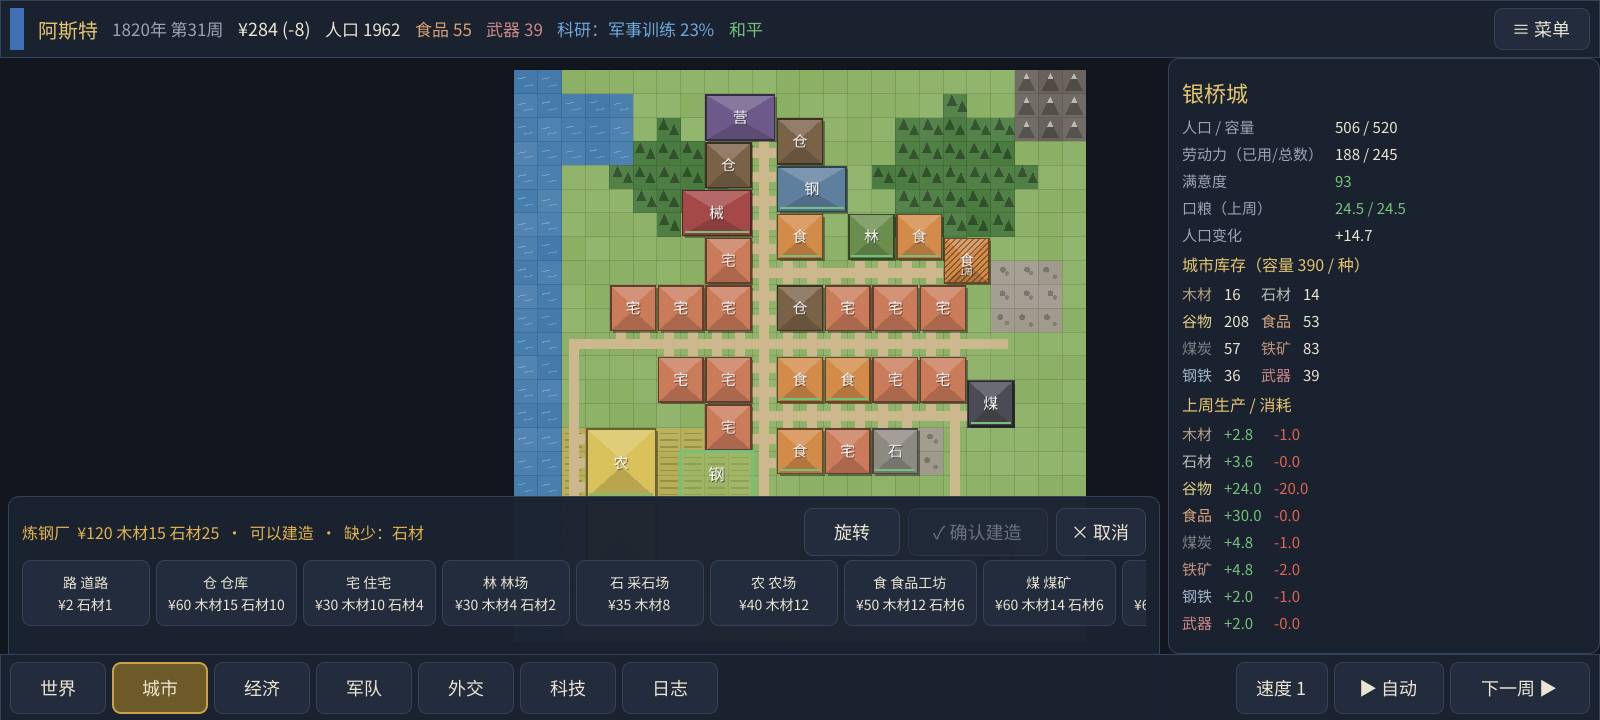 阿斯特 1820年 第31周 ¥284 (-8) 人口 1962 食品 55 武器 39 科研：军事训练 23% 和平 ≡ 菜单
营
仓
仓
钢
械
食 林 食
宅 食
1周
宅 宅 宅 仓 宅 宅 宅
宅 宅 食 食 宅 宅
煤
宅
食 宅 石
农 钢
银桥城
人口 / 容量 506 / 520
劳动力（已用/总数） 188 / 245
满意度 93
口粮（上周） 24.5 / 24.5
人口变化 +14.7
城市库存（容量 390 / 种）
木材 16 石材 14
谷物 208 食品 53
煤炭 57 铁矿 83
钢铁 36 武器 39
上周生产 / 消耗
木材 +2.8 -1.0
石材 +3.6 -0.0
谷物 +24.0 -20.0
食品 +30.0 -0.0
煤炭 +4.8 -1.0
铁矿 +4.8 -2.0
钢铁 +2.0 -1.0
武器 +2.0 -0.0
炼钢厂 ¥120 木材15 石材25 · 可以建造 · 缺少：石材 旋转 ✓ 确认建造 × 取消
路 道路 仓 仓库 宅 住宅 林 林场 石 采石场 农 农场 食 食品工坊 煤 煤矿
¥2 石材1 ¥60 木材15 石材10 ¥30 木材10 石材4 ¥30 木材4 石材2 ¥35 木材8 ¥40 木材12 ¥50 木材12 石材6 ¥60 木材14 石材6
世界 城市 经济 军队 外交 科技 日志 速度 1 ▶ 自动 下一周 ▶